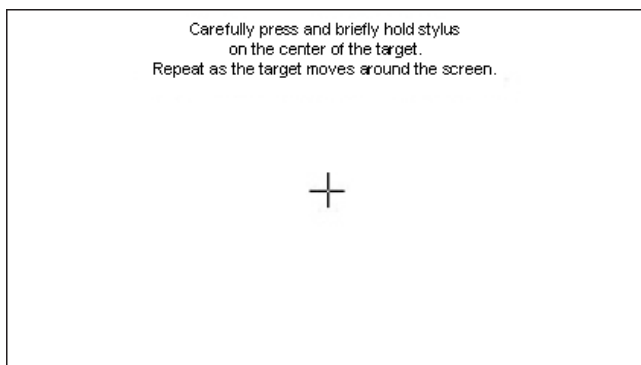 Carefully press and briefly hold stylus
on the center of the target.
Repeat as the target moves around the screen.